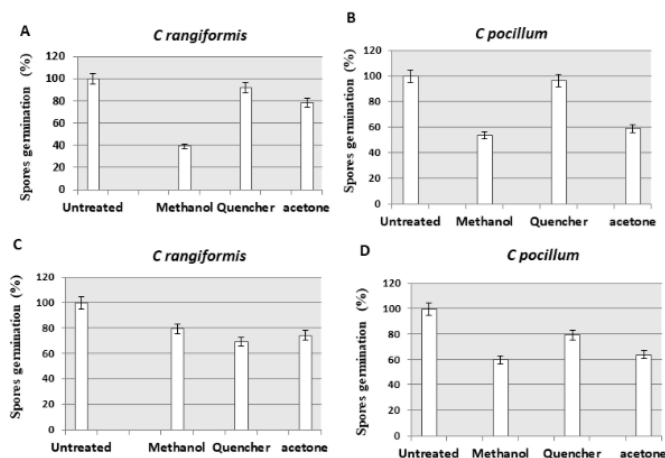 A
C rangiformis
Spores germination (%)
120
100
80
60
40
20
0
Untreated Methanol Quencher acetone
B
C pocillum
Spores germination (%)
120
100
80
60
40
20
0
Untreated Methanol Quencher acetone
C
C rangiformis
Spores germination (%)
120
100
80
60
40
20
0
Untreated Methanol Quencher acetone
D
C pocillum
Spores germination (%)
120
100
80
60
40
20
0
Untreated Methanol Quencher acetone